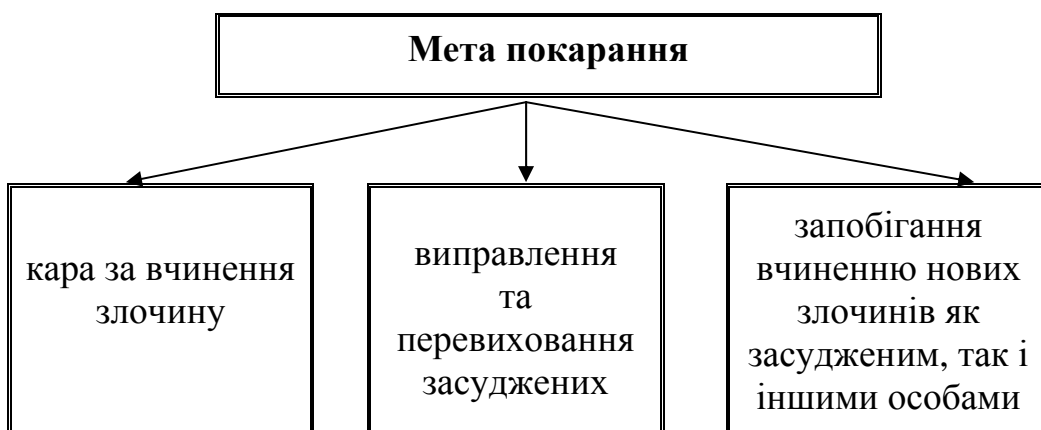 Мета покарання
кара за вчинення
злочину
виправлення
та
перевиховання
засуджених
запобігання
вчиненню нових
злочинів як
засудженим, так і
іншими особами